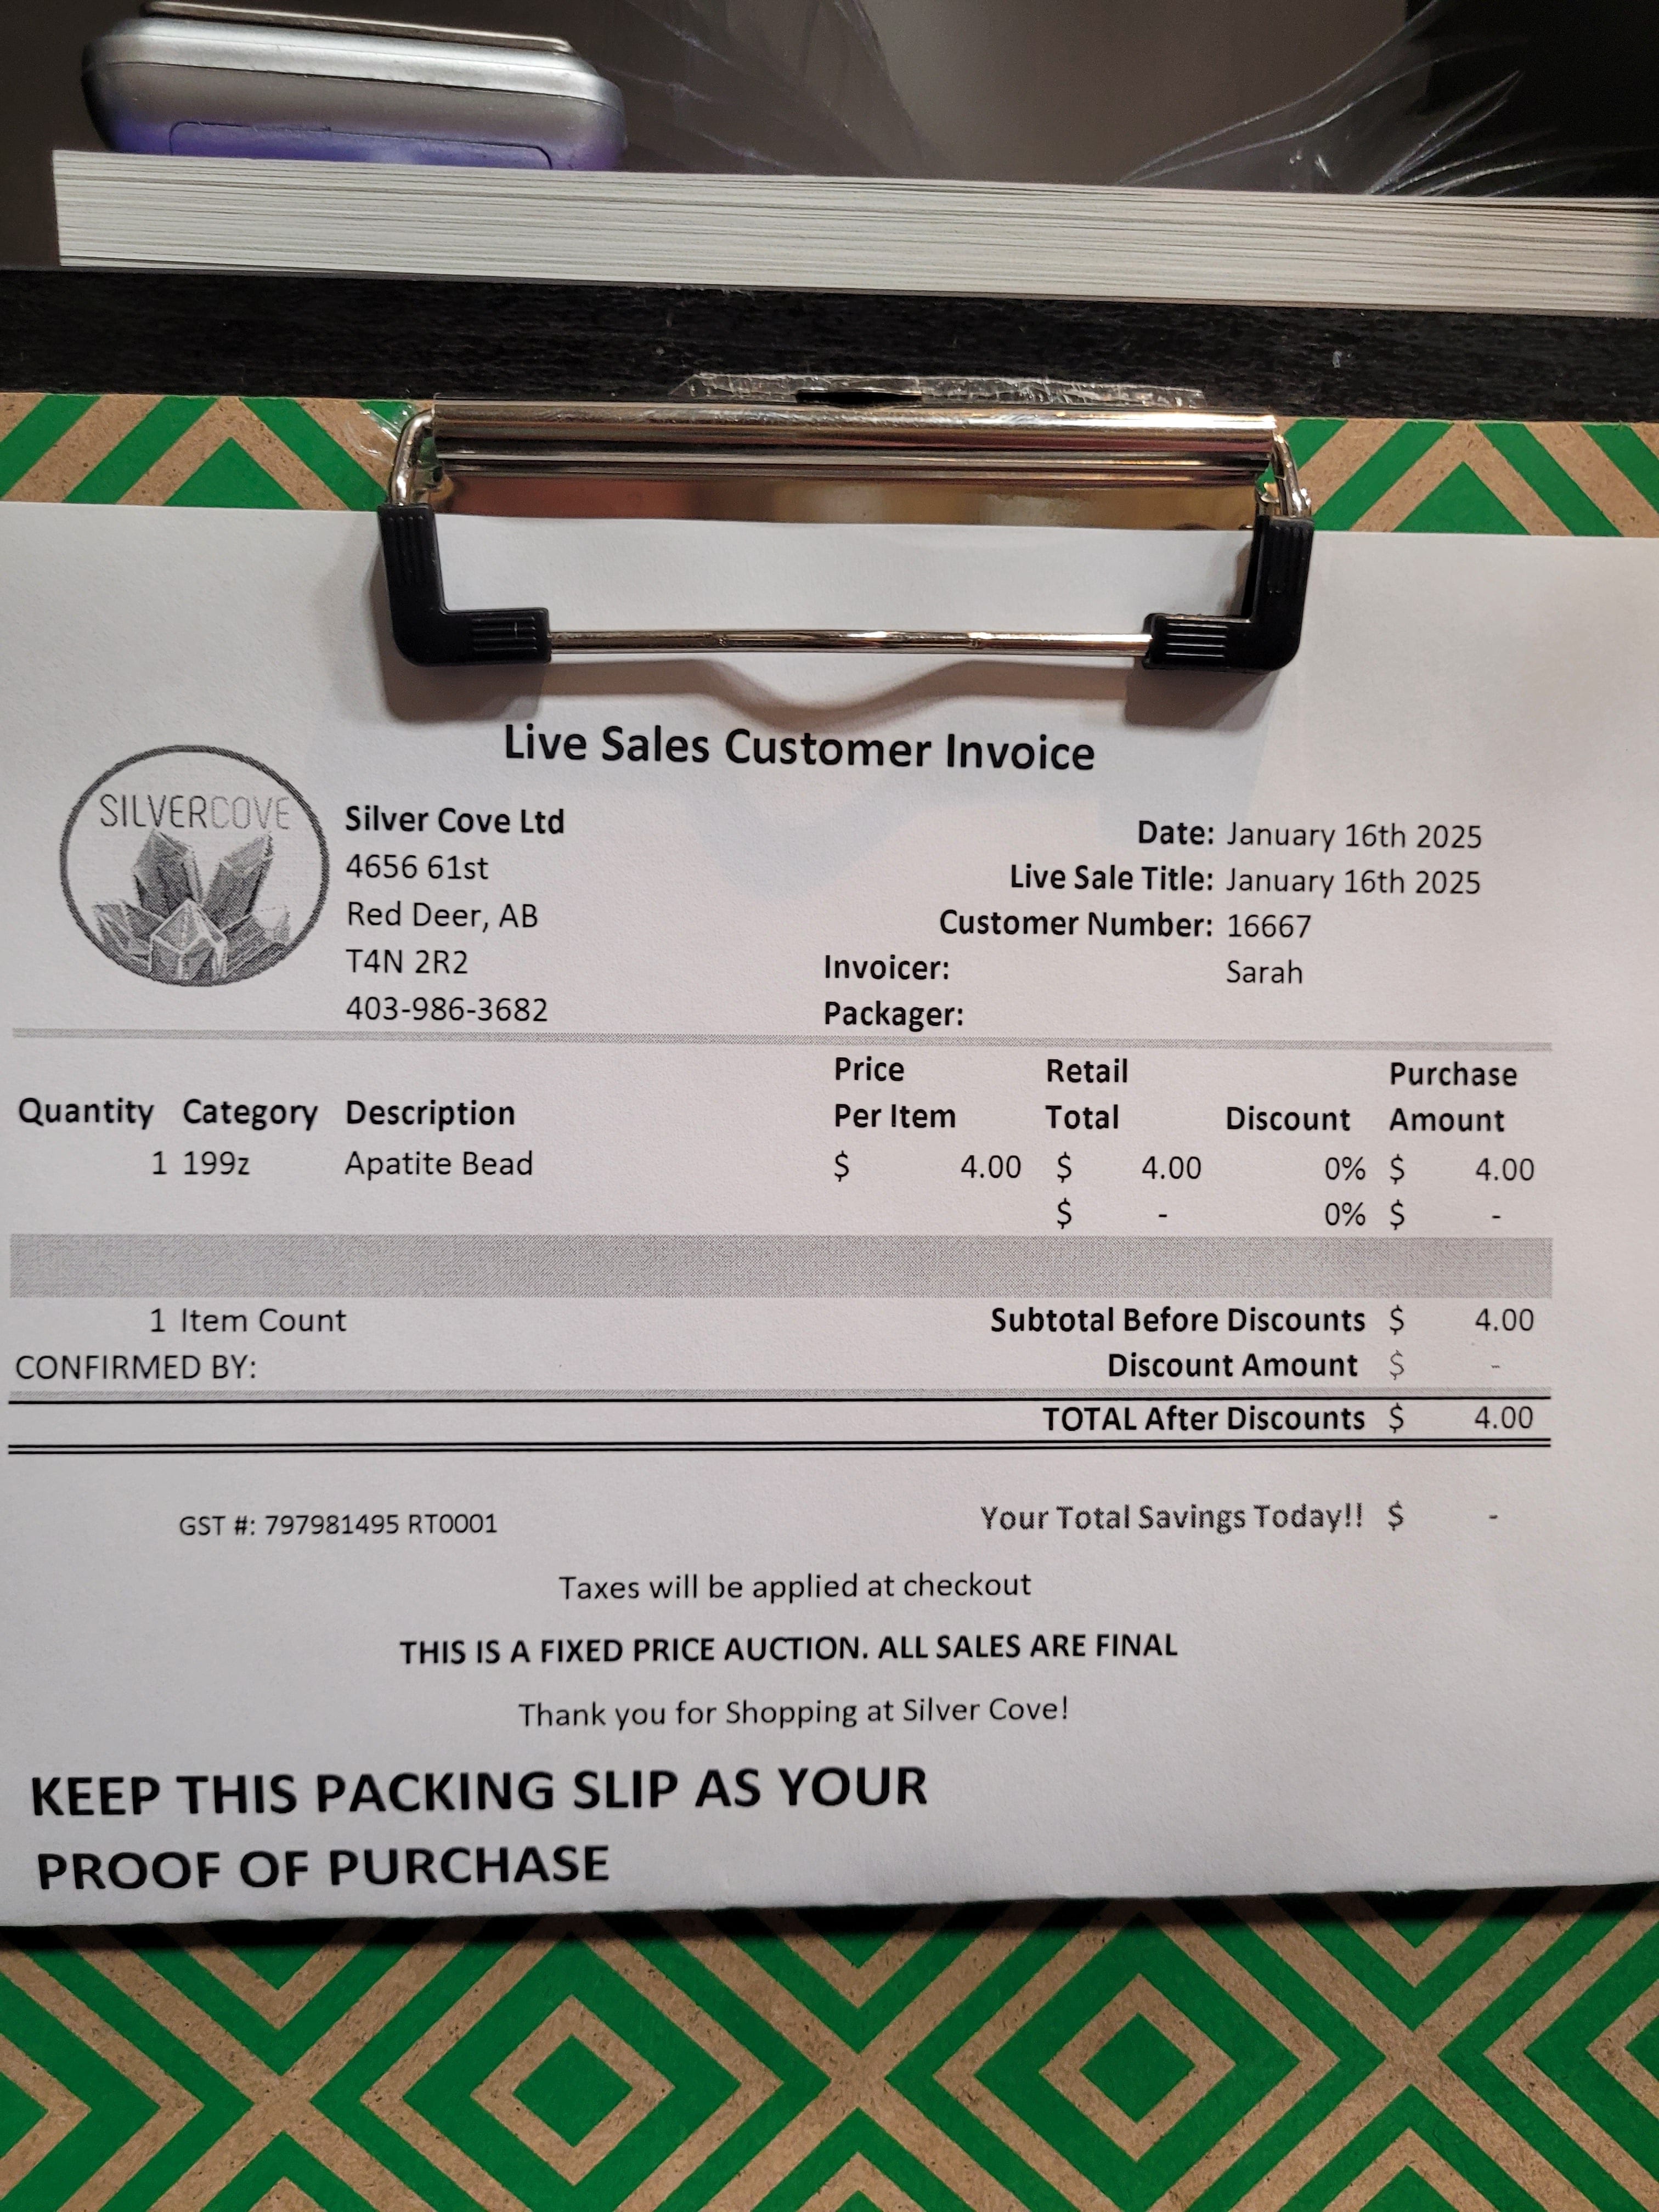 Live Sales Customer Invoice
SILVERCOVE
Silver Cove Ltd
4656 61st
Red Deer, AB
T4N 2R2
403-986-3682
Date: January 16th 2025
Live Sale Title: January 16th 2025
Customer Number: 16667
Invoicer: Sarah
Packager:
Quantity Category Description Price Per Item Retail Total Discount Purchase Amount
1 199z Apatite Bead $ 4.00 $ 4.00 0% $ 4.00
$ - 0% $ -
1 Item Count Subtotal Before Discounts $ 4.00
CONFIRMED BY: Discount Amount $ -
TOTAL After Discounts $ 4.00
GST #: 797981495 RT0001 Your Total Savings Today!! $ -
Taxes will be applied at checkout
THIS IS A FIXED PRICE AUCTION. ALL SALES ARE FINAL
Thank you for Shopping at Silver Cove!
KEEP THIS PACKING SLIP AS YOUR
PROOF OF PURCHASE